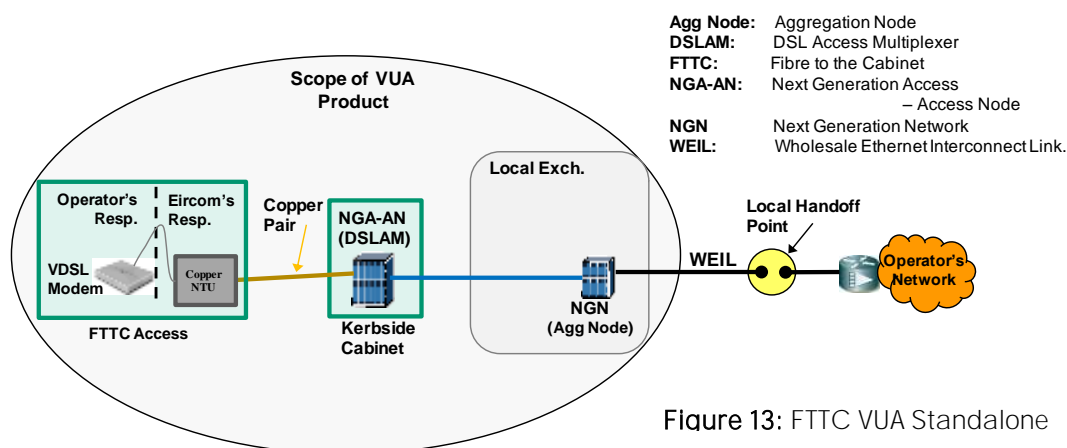 Agg Node: Aggregation Node
DSLAM: DSL Access Multiplexer
FTTC: Fibre to the Cabinet
NGA-AN: Next Generation Access
– Access Node
NGN Next Generation Network
WEIL: Wholesale Ethernet Interconnect Link.
Scope of VUA
Product
Local Exch.
Operator's
Resp.
Eircom's
Resp.
VDSL
Modem
Copper
NTU
FTTC Access
Copper
Pair
NGA-AN
(DSLAM)
Kerbside
Cabinet
NGN
(Agg Node)
WEIL
Local Handoff
Point
Operator's
Network
Figure 13: FTTC VUA Standalone